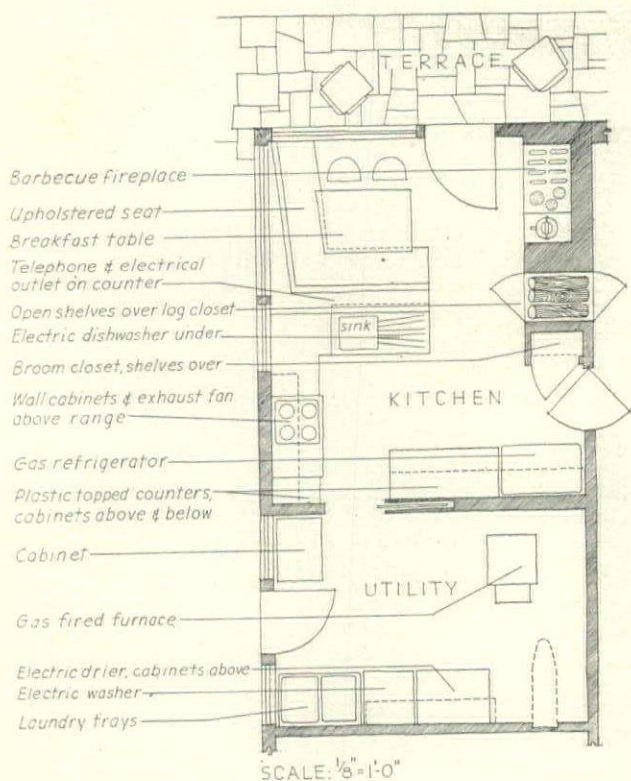 TERRACE
Barbecue fireplace
Upholstered seat
Breakfast table
Telephone & electrical
outlet on counter
Open shelves over log closet
Electric dishwasher under
Broom closet, shelves over
Wall cabinets & exhaust fan
above range
Gas refrigerator
Plastic topped counters,
cabinets above & below
Cabinet
Gas fired furnace
Electric drier, cabinets above
Electric washer
Laundry trays
sink
KITCHEN
UTILITY
SCALE: 1/8"=1'-0"